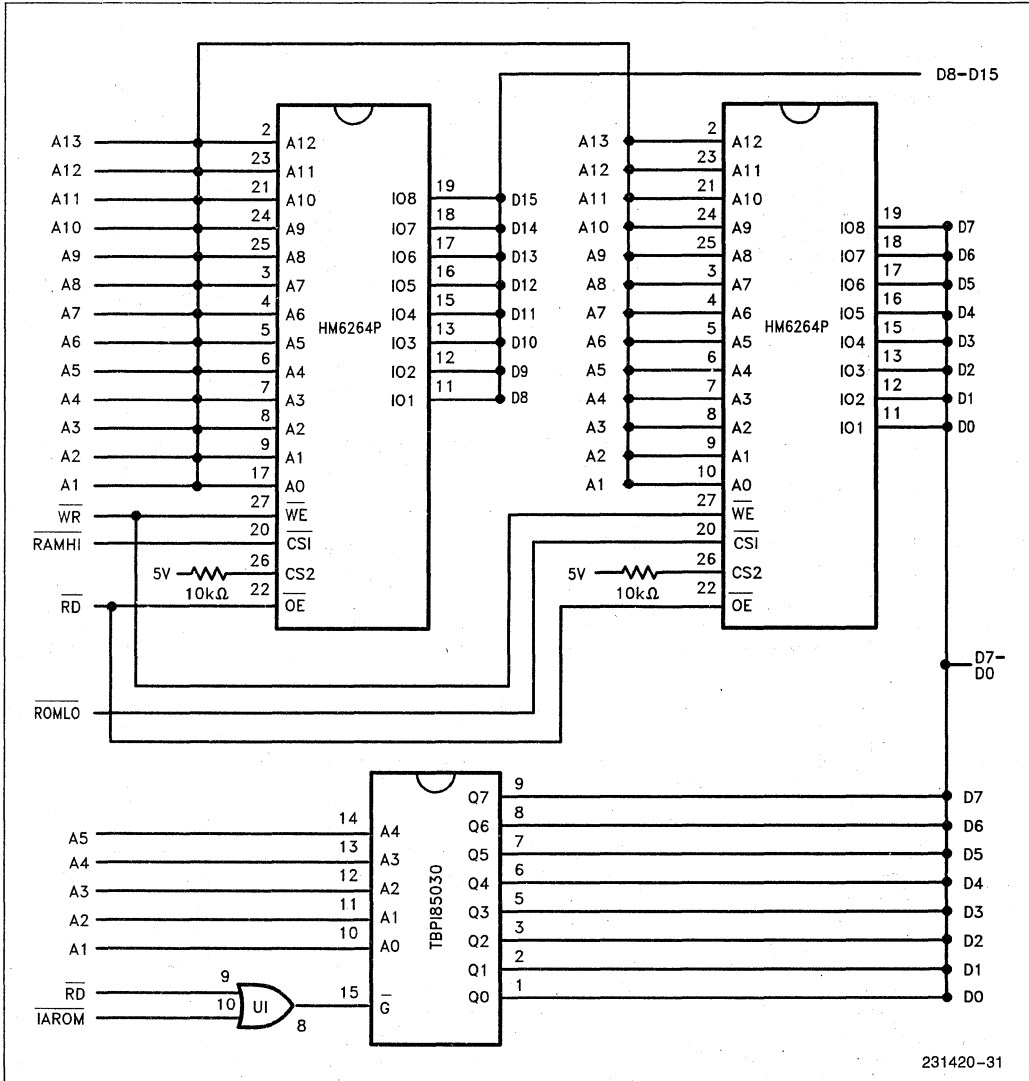 D8–D15
A13 2 A12
A12 23 A11
A11 21 A10
A10 24 A9
A9 25 A8
A8 3 A7
A7 4 A6
A6 5 A5
A5 6 A4
A4 7 A3
A3 8 A2
A2 9 A1
A1 17 A0
WR 27 WE
RAMHI 20 CSI
5V 10kΩ 26 CS2
RD 22 OE
HM6264P
IO8 19 D15
IO7 18 D14
IO6 17 D13
IO5 16 D12
IO4 15 D11
IO3 13 D10
IO2 12 D9
IO1 11 D8
A13 2 A12
A12 23 A11
A11 21 A10
A10 24 A9
A9 25 A8
A8 3 A7
A7 4 A6
A6 5 A5
A5 6 A4
A4 7 A3
A3 8 A2
A2 9 A1
A1 10 A0
27 WE
20 CSI
5V 10kΩ 26 CS2
22 OE
HM6264P
IO8 19 D7
IO7 18 D6
IO6 17 D5
IO5 16 D4
IO4 15 D3
IO3 13 D2
IO2 12 D1
IO1 11 D0
D7–
D0
ROMLO
A5 14 A4
A4 13 A3
A3 12 A2
A2 11 A1
A1 10 A0
RD 9
IAROM 10 UI 8 15 G
TBPI85030
Q7 9 D7
Q6 8 D6
Q5 7 D5
Q4 6 D4
Q3 5 D3
Q2 3 D2
Q1 2 D1
Q0 1 D0
231420–31